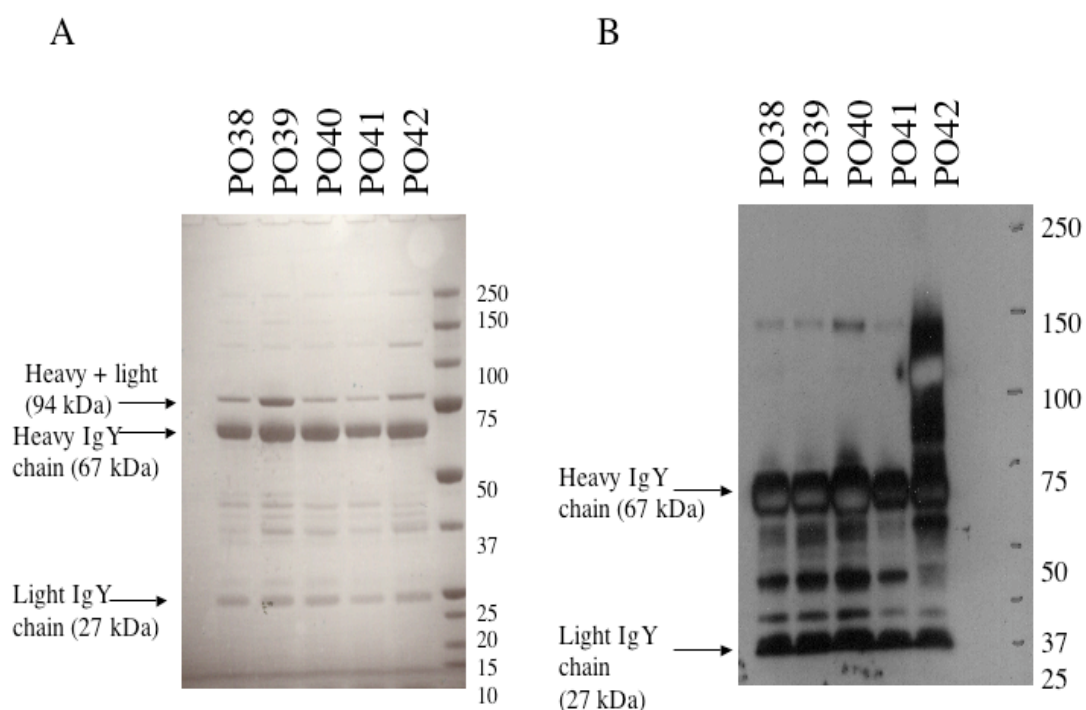 A
PO38
PO39
PO40
PO41
PO42
250
150
100
75
50
37
25
20
15
10
Heavy + light
(94 kDa)
Heavy IgY
chain (67 kDa)
Light IgY
chain (27 kDa)
B
PO38
PO39
PO40
PO41
PO42
250
150
100
75
50
37
25
Heavy IgY
chain (67 kDa)
Light IgY
chain
(27 kDa)